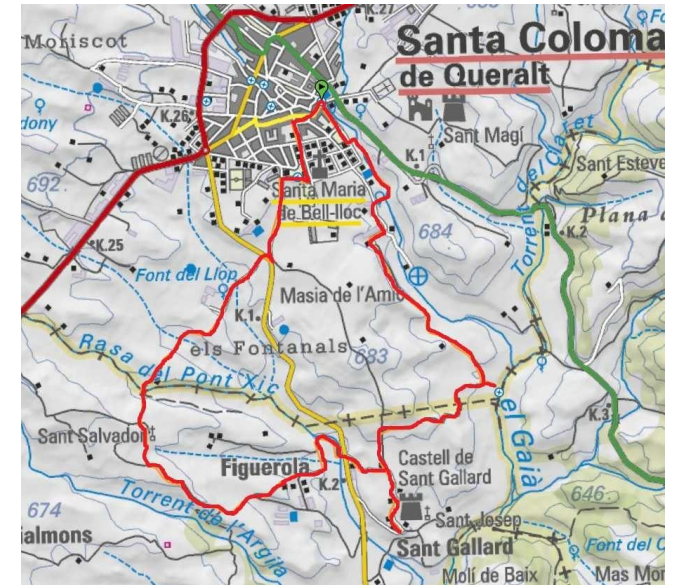 K.27
Moriscot
Santa Coloma
de Queralt
K.26
dony
Sant Magí
K.1
Torrent del Clotet
Sant Esteve
692
Santa Maria
de Bell-lloc
Plana
K.2
684
K.25
Font del Llop
Masia de l'Amic
K.1
els Fontanals
683
Rasa del Pont Xic
el Gaià
K.3
Sant Salvador
Figuerola
Castell de
Sant Gallard
K.2
646
674
Torrent de l'Argila
Sant Josep
almons
Sant Gallard
Font del C
Molí de Baix
Mas Mor